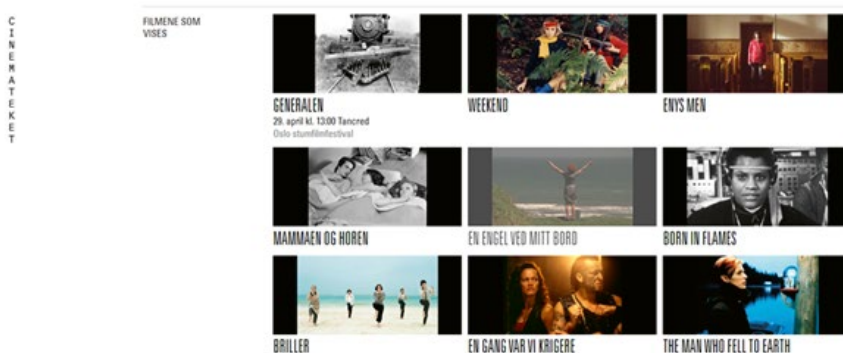 CINEMATEKET
FILMENE SOM
VISES
GENERALEN
29. april kl. 13:00 Tancred
Oslo stumfilmfestival
WEEKEND
ENYS MEN
MAMMAEN OG HOREN
EN ENGEL VED MITT BORD
BORN IN FLAMES
BRILLER
EN GANG VAR VI KRIGERE
THE MAN WHO FELL TO EARTH